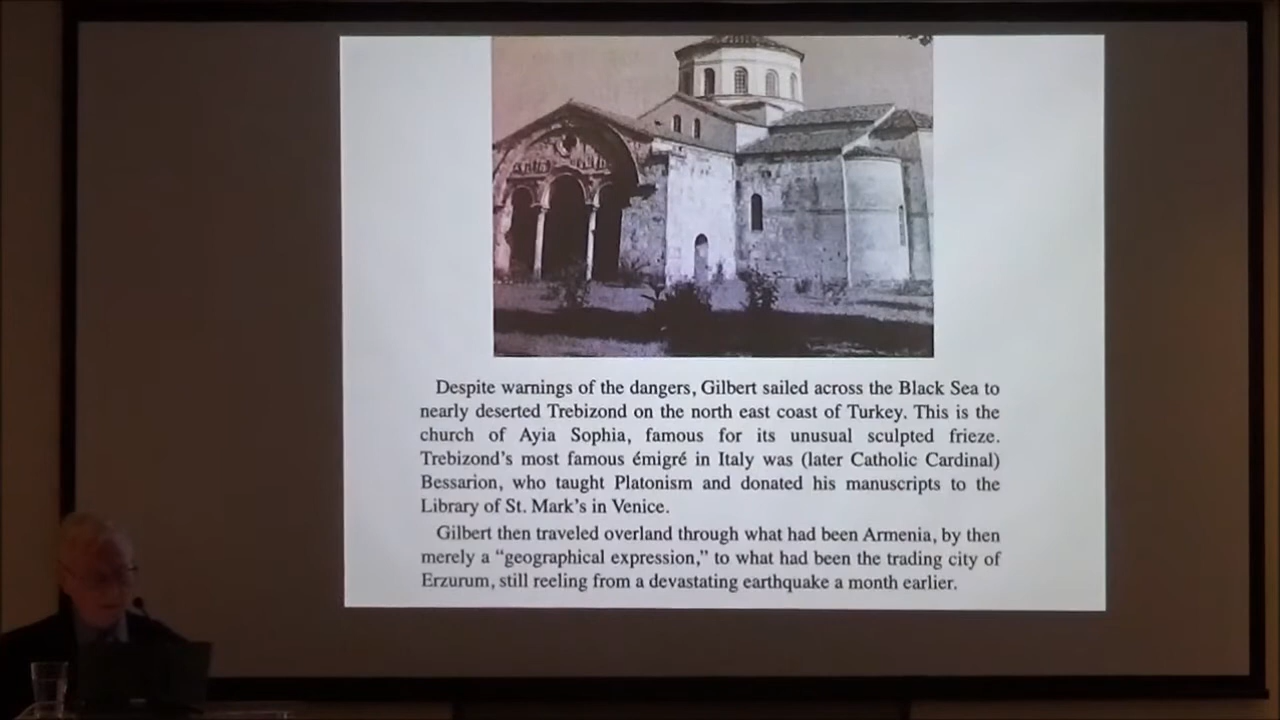 Despite warnings of the dangers, Gilbert sailed across the Black Sea to
nearly deserted Trebizond on the north east coast of Turkey. This is the
church of Ayia Sophia, famous for its unusual sculpted frieze.
Trebizond's most famous émigré in Italy was (later Catholic Cardinal)
Bessarion, who taught Platonism and donated his manuscripts to the
Library of St. Mark's in Venice.
Gilbert then traveled overland through what had been Armenia, by then
merely a “geographical expression,” to what had been the trading city of
Erzurum, still reeling from a devastating earthquake a month earlier.